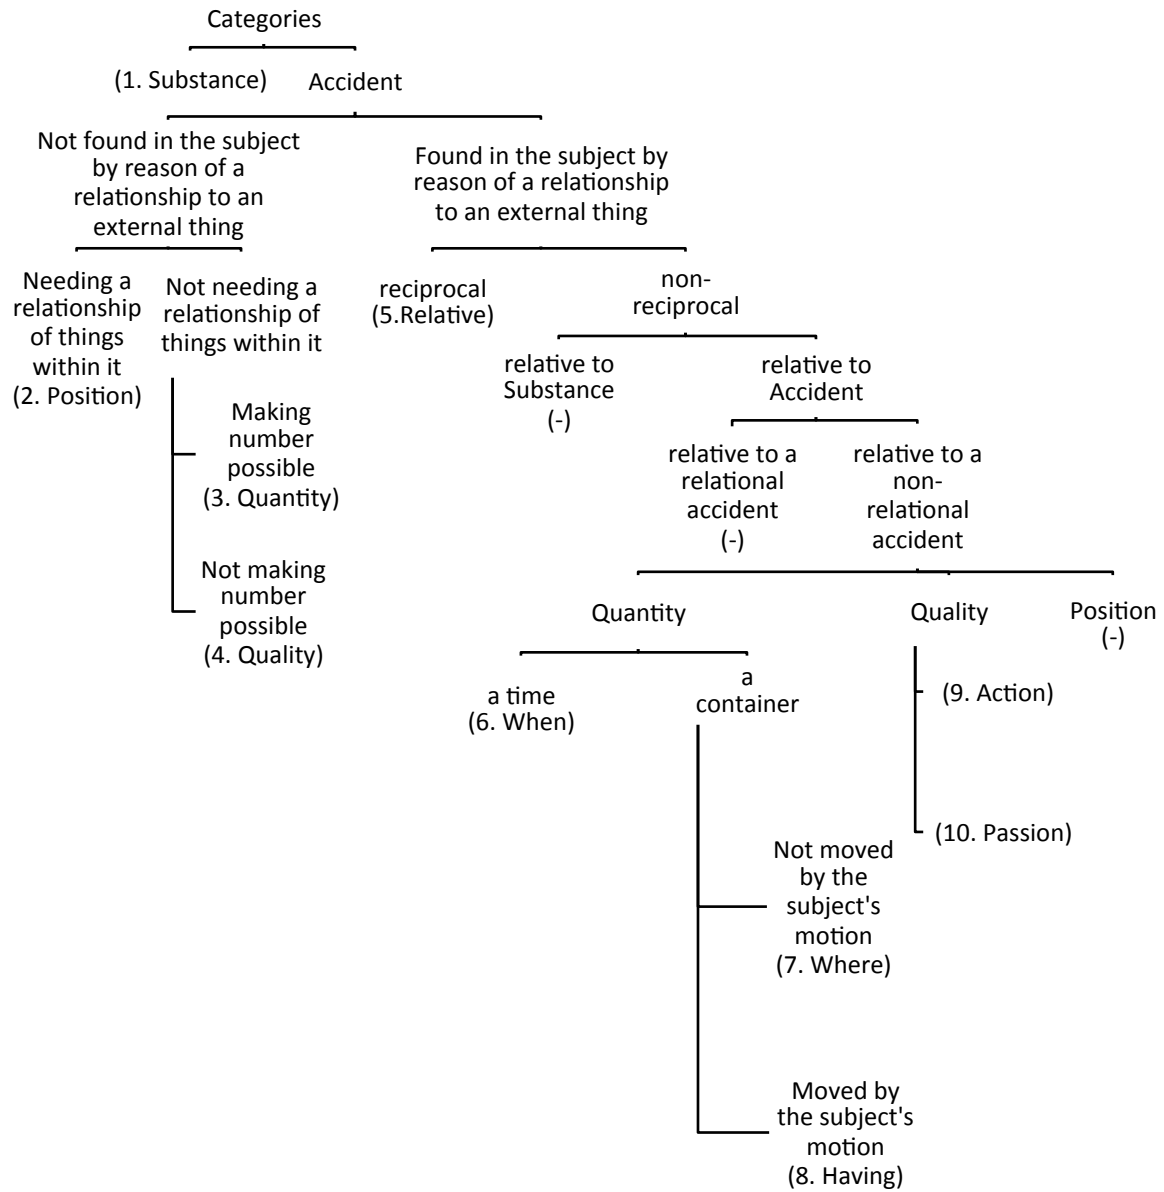 Categories
(1. Substance)
Accident
Not found in the subject
by reason of a
relationship to an
external thing
Found in the subject by
reason of a relationship
to an external thing
Needing a
relationship
of things
within it
(2. Position)
Not needing a
relationship of
things within it
Making
number
possible
(3. Quantity)
Not making
number
possible
(4. Quality)
reciprocal
(5.Relative)
non-
reciprocal
relative to
Substance
(-)
relative to
Accident
relative to a
relational
accident
(-)
relative to a
non-
relational
accident
Quantity
Quality
Position
(-)
a time
(6. When)
a
container
Not moved
by the
subject's
motion
(7. Where)
Moved by
the subject's
motion
(8. Having)
(9. Action)
(10. Passion)